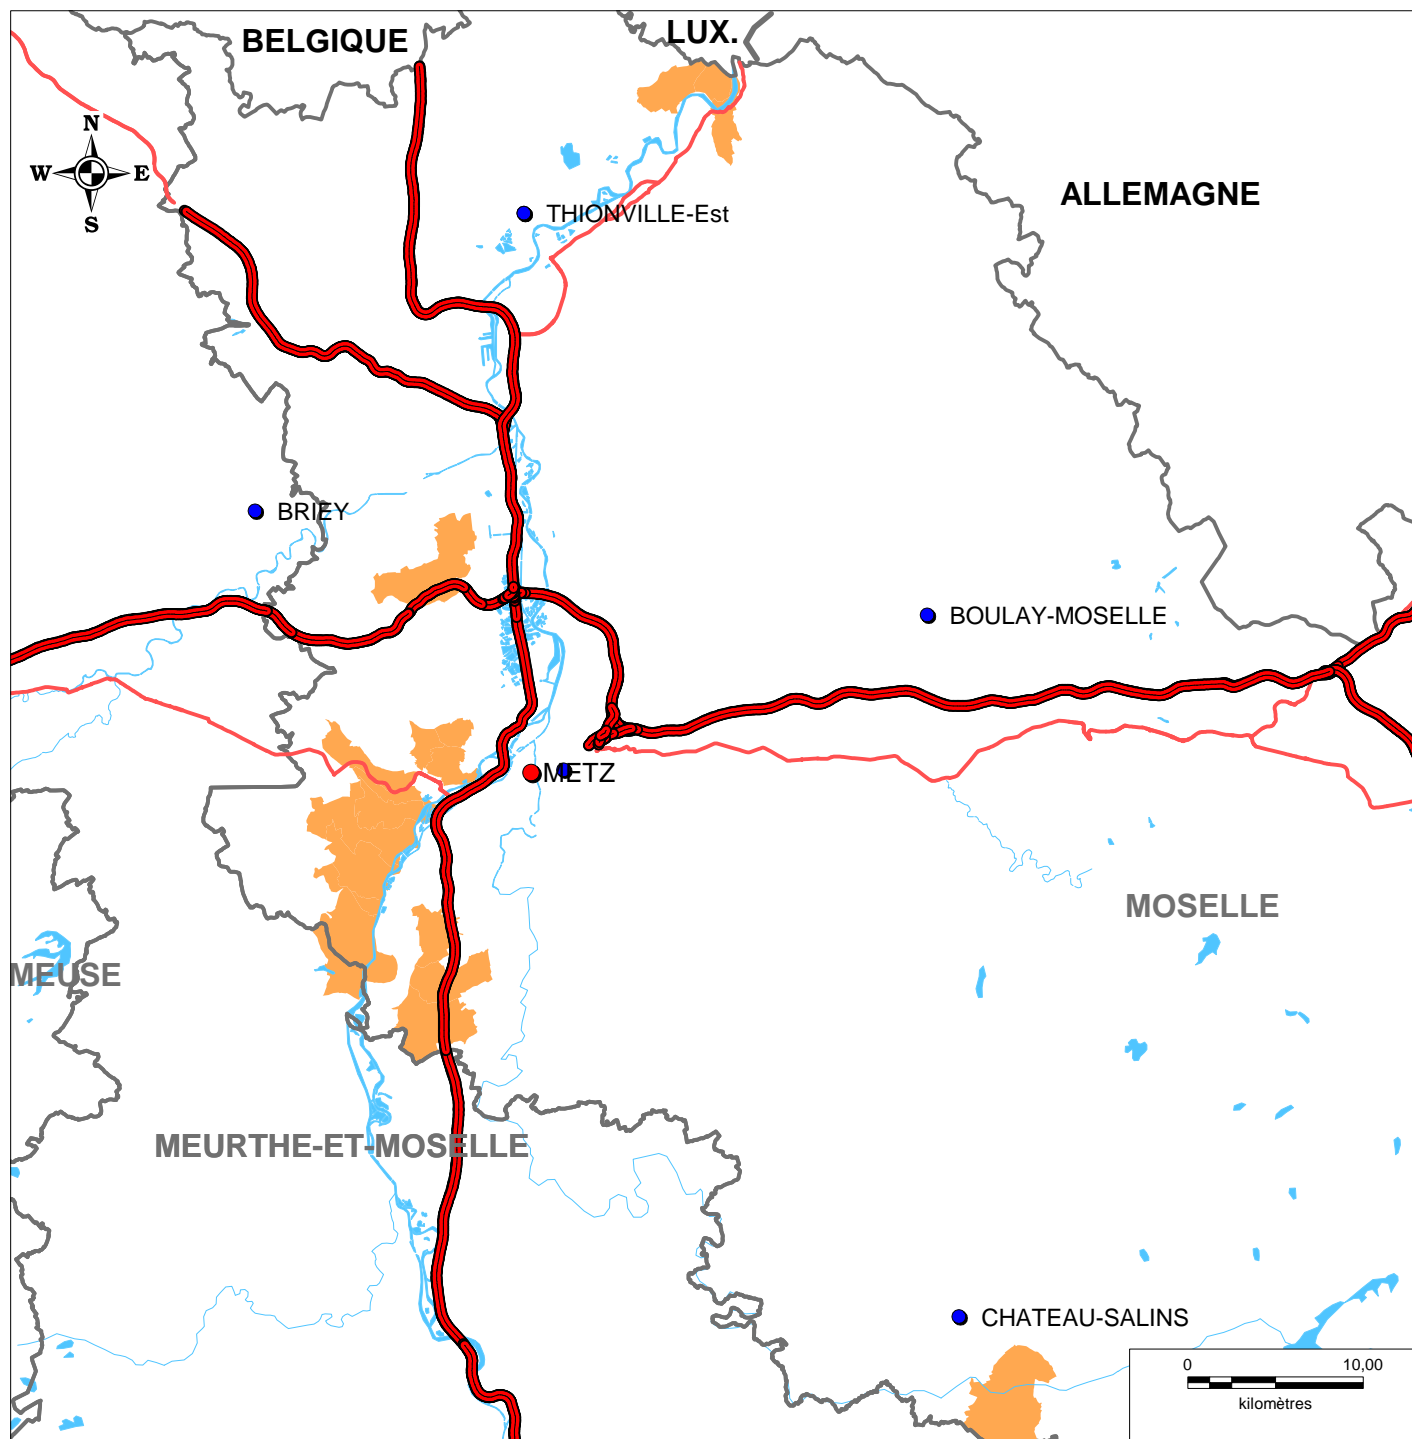 BELGIQUE
LUX.
N
W E
S
ALLEMAGNE
THIONVILLE-Est
BRIEY
BOULAY-MOSELLE
METZ
MOSELLE
MEUSE
MEURTHE-ET-MOSELLE
CHATEAU-SALINS
0 10,00
kilomètres